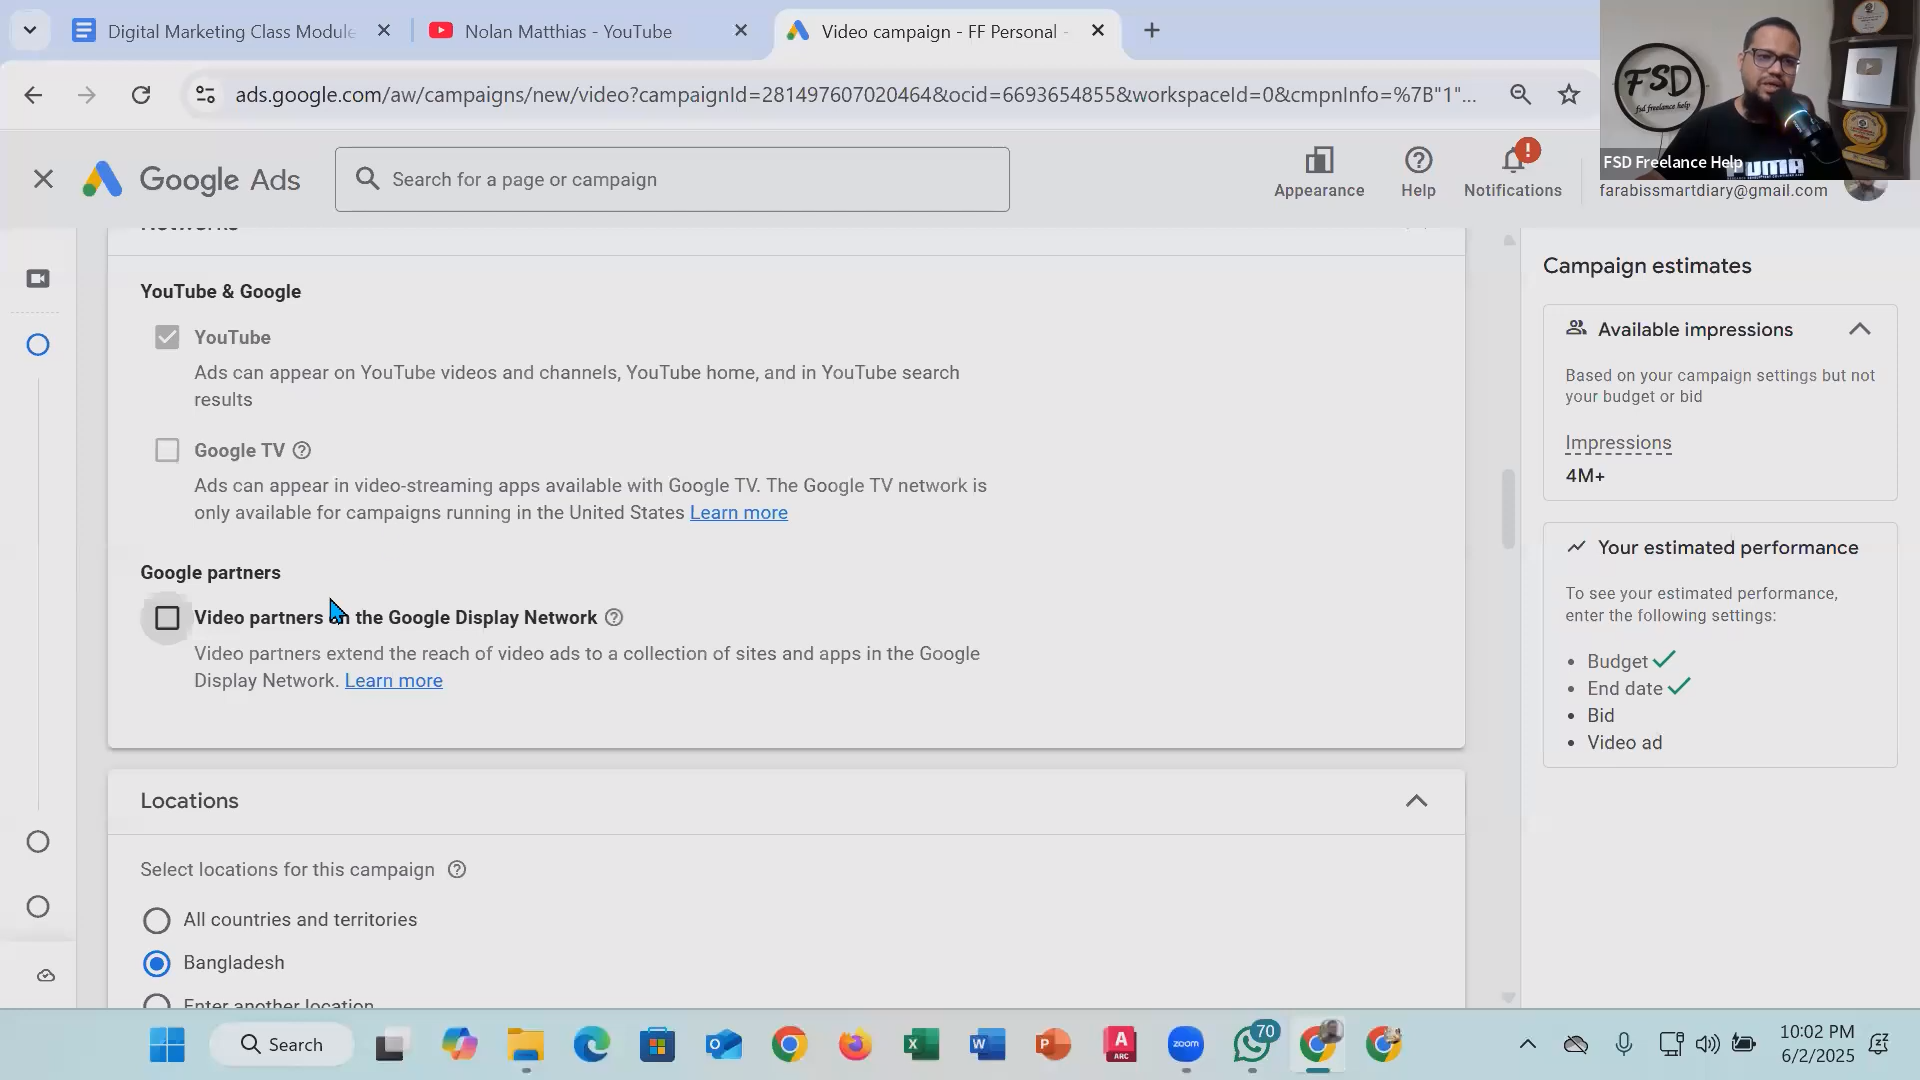 Digital Marketing Class Module
Nolan Matthias - YouTube
Video campaign - FF Personal -
ads.google.com/aw/campaigns/new/video?campaignId=281497607020464&ocid=6693654855&workspaceId=0&cmpnInfo=%7B"1"...
FSD
fsd freelance help
FSD Freelance Help
PUMA
Google Ads
Search for a page or campaign
Appearance
Help
Notifications
farabissmartdiary@gmail.com
Networks
YouTube & Google
YouTube
Ads can appear on YouTube videos and channels, YouTube home, and in YouTube search
results
Google TV
Ads can appear in video-streaming apps available with Google TV. The Google TV network is
only available for campaigns running in the United States Learn more
Google partners
Video partners on the Google Display Network
Video partners extend the reach of video ads to a collection of sites and apps in the Google
Display Network. Learn more
Locations
Select locations for this campaign
All countries and territories
Bangladesh
Enter another location
Campaign estimates
Available impressions
Based on your campaign settings but not
your budget or bid
Impressions
4M+
Your estimated performance
To see your estimated performance,
enter the following settings:
• Budget
• End date
• Bid
• Video ad
Search
zoom
70
10:02 PM
6/2/2025